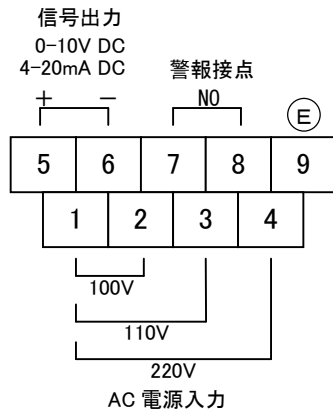 信号出力
0-10V DC
4-20mA DC
警報接点
+ -
NO
E
5 6 7 8 9
1 2 3 4
100V
110V
220V
AC 電源入力